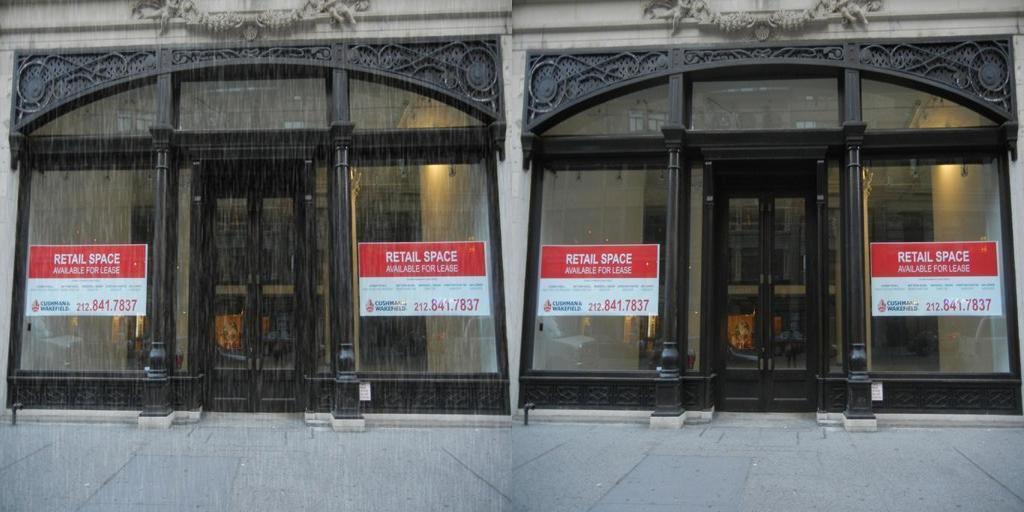 RETAIL SPACE
AVAILABLE FOR LEASE
CUSHMAN &
WAKEFIELD
212.841.7837
RETAIL SPACE
AVAILABLE FOR LEASE
CUSHMAN &
WAKEFIELD
212.841.7837
RETAIL SPACE
AVAILABLE FOR LEASE
CUSHMAN &
WAKEFIELD
212.841.7837
RETAIL SPACE
AVAILABLE FOR LEASE
CUSHMAN &
WAKEFIELD
212.841.7837